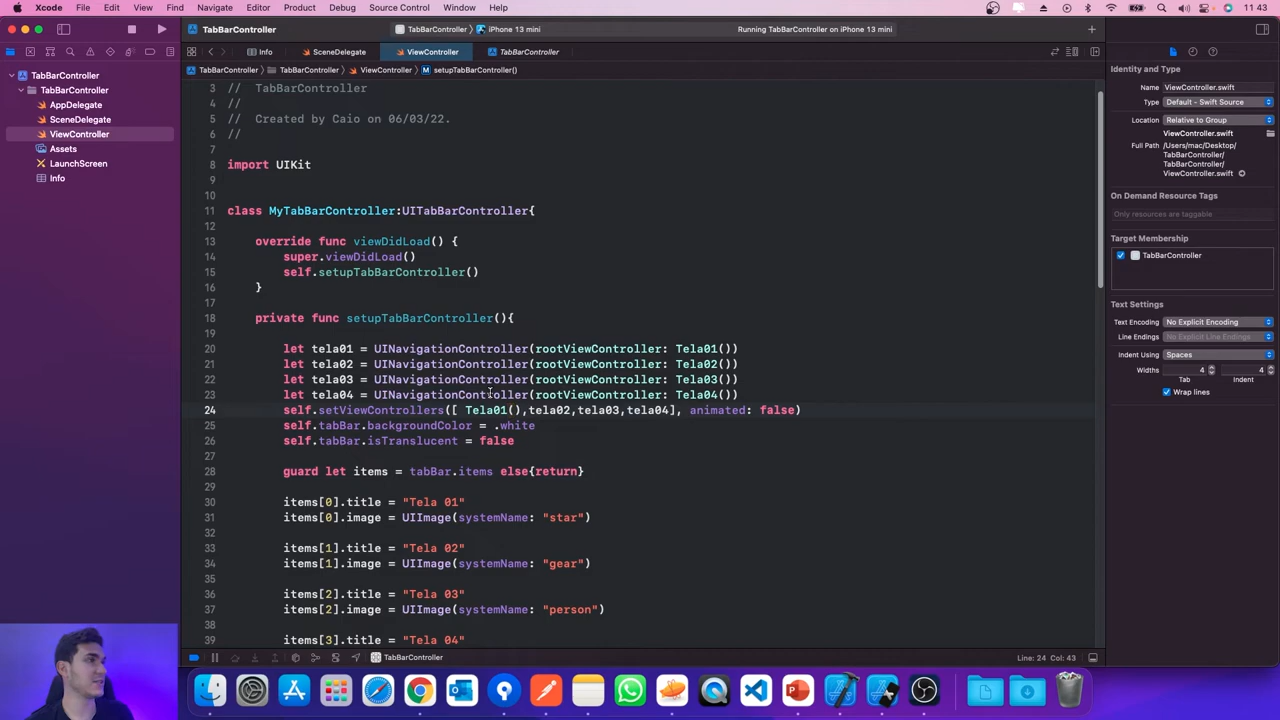 Xcode File Edit View Find Navigate Editor Product Debug Source Control Window Help 11 43
TabBarController
TabBarController
iPhone 13 mini
Running TabBarController on iPhone 13 mini
Info
SceneDelegate
ViewController
TabBarController
TabBarController
TabBarController
ViewController
M setupTabBarController()
TabBarController
TabBarController
AppDelegate
SceneDelegate
ViewController
Assets
LaunchScreen
Info
3 // TabBarController
4 //
5 // Created by Caio on 06/03/22.
6 //
7
8 import UIKit
9
10
11 class MyTabBarController:UITabBarController{
12
13 override func viewDidLoad() {
14 super.viewDidLoad()
15 self.setupTabBarController()
16 }
17
18 private func setupTabBarController(){
19
20 let tela01 = UINavigationController(rootViewController: Tela01())
21 let tela02 = UINavigationController(rootViewController: Tela02())
22 let tela03 = UINavigationController(rootViewController: Tela03())
23 let tela04 = UINavigationController(rootViewController: Tela04())
24 self.setViewControllers([ Tela01(),tela02,tela03,tela04], animated: false)
25 self.tabBar.backgroundColor = .white
26 self.tabBar.isTranslucent = false
27
28 guard let items = tabBar.items else{return}
29
30 items[0].title = "Tela 01"
31 items[0].image = UIImage(systemName: "star")
32
33 items[1].title = "Tela 02"
34 items[1].image = UIImage(systemName: "gear")
35
36 items[2].title = "Tela 03"
37 items[2].image = UIImage(systemName: "person")
38
39 items[3].title = "Tela 04"
TabBarController
Line: 24 Col: 43
Identity and Type
Name ViewController.swift
Type Default - Swift Source
Location Relative to Group
ViewController.swift
Full Path /Users/mac/Desktop/
TabBarController/
TabBarController/
ViewController.swift
On Demand Resource Tags
Only resources are taggable
Target Membership
TabBarController
Text Settings
Text Encoding No Explicit Encoding
Line Endings No Explicit Line Endings
Indent Using Spaces
Widths 4 4
Tab Indent
Wrap lines